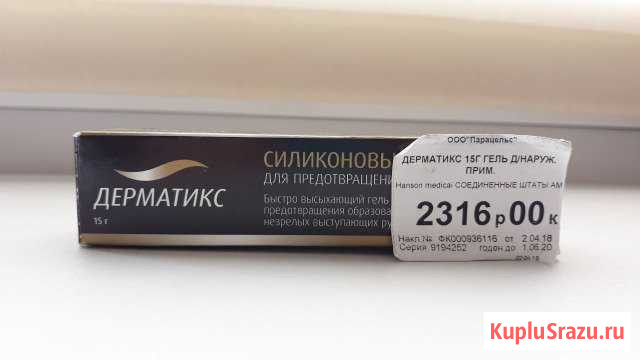 ДЕРМАТИКС
15 г
СИЛИКОНОВЫ
ДЛЯ ПРЕДОТВРАЩЕНИ
Быстро высыхающий гель
предотвращения образова
незрелых выступающих ру
ООО "Парацельс"
ДЕРМАТИКС 15Г ГЕЛЬ Д/НАРУЖ.
ПРИМ.
Hanson medical СОЕДИНЕННЫЕ ШТАТЫ АМ
2316 р 00 к
Накл.№ ФК000936116 от 2.04.18
Серия 9194252 годен до 1.06.20
KupluSrazu.ru